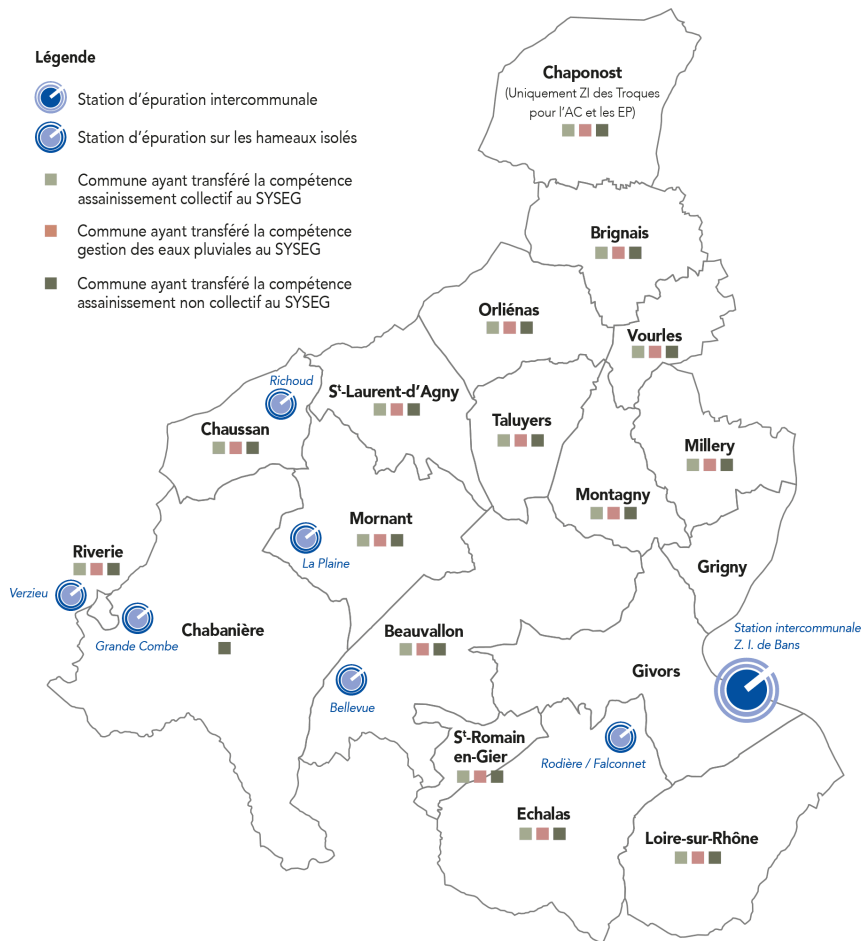 Légende
Station d'épuration intercommunale
Station d'épuration sur les hameaux isolés
Commune ayant transféré la compétence
assainissement collectif au SYSEG
Commune ayant transféré la compétence
gestion des eaux pluviales au SYSEG
Commune ayant transféré la compétence
assainissement non collectif au SYSEG
Chaponost
(Uniquement ZI des Troques
pour l'AC et les EP)
Brignais
Orliénas
Vourles
Richoud
St-Laurent-d'Agny
Chaussan
Taluyers
Millery
Montagny
Mornant
La Plaine
Riverie
Grigny
Verzieu
Grande Combe
Chabanière
Beauvallon
Station intercommunale
Z. I. de Bans
Givors
Bellevue
St-Romain
en-Gier
Rodière / Falconnet
Echalas
Loire-sur-Rhône